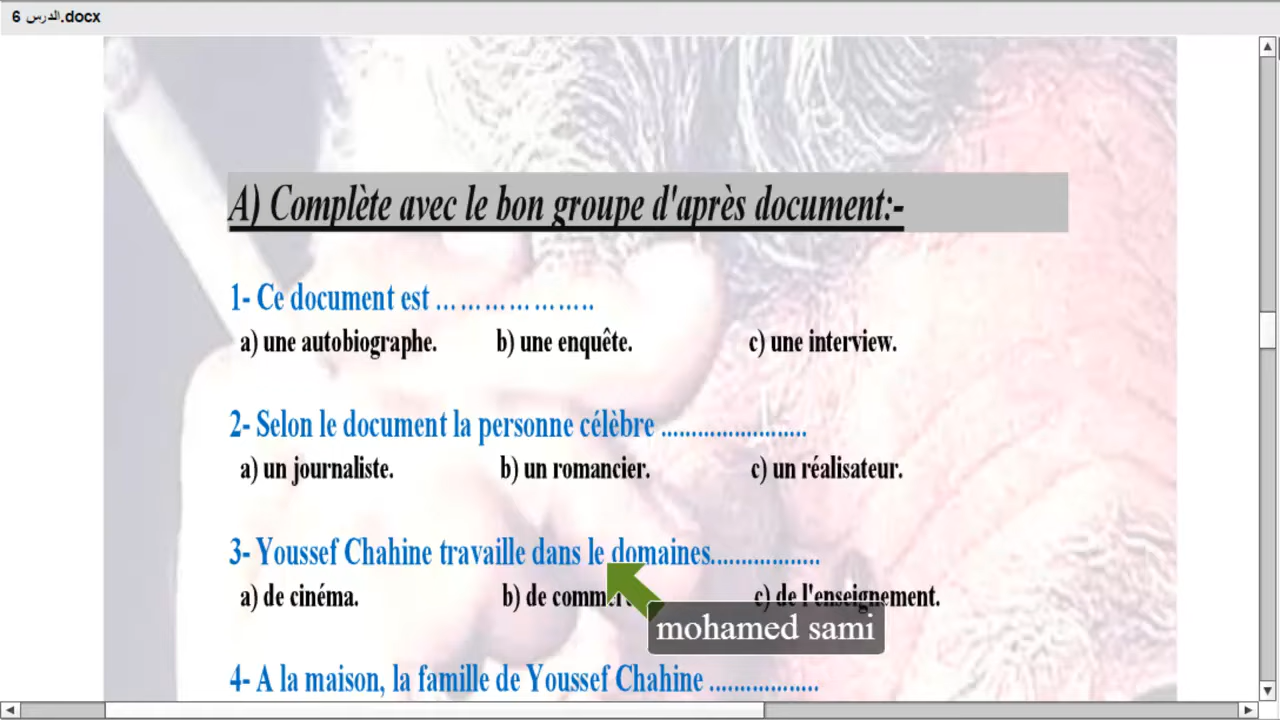 6 الدرس.docx
A) Complète avec le bon groupe d'après document:-
1- Ce document est ………………..
a) une autobiographe. b) une enquête. c) une interview.
2- Selon le document la personne célèbre ........................
a) un journaliste. b) un romancier. c) un réalisateur.
3- Youssef Chahine travaille dans le domaines..................
a) de cinéma. b) de c) de l'enseignement.
mohamed sami
4- A la maison, la famille de Youssef Chahine ..................